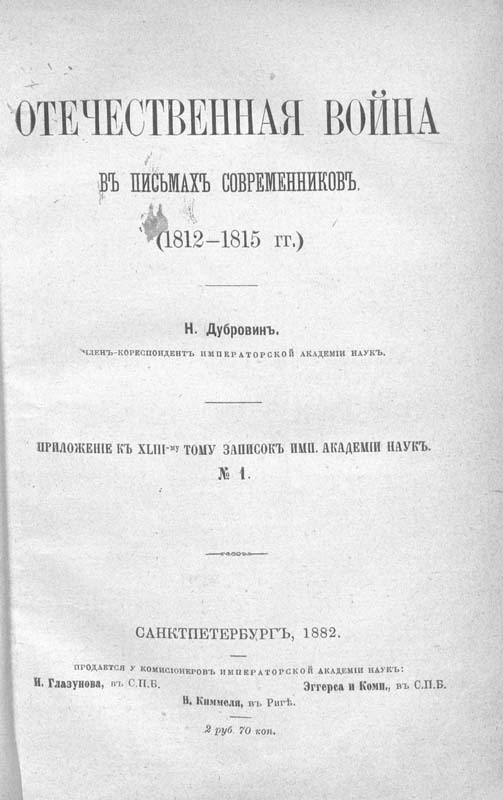 ОТЕЧЕСТВЕННАЯ ВОЙНА
ВЪ ПИСЬМАХЪ СОВРЕМЕННИКОВЪ.
(1812—1815 гг.)
Н. Дубровинъ.
ЧЛЕНЪ-КОРЕСПОНДЕНТЪ ИМПЕРАТОРСКОЙ АКАДЕМІИ НАУКЪ.
ПРИЛОЖЕНІЕ КЪ XLIII-му ТОМУ ЗАПИСОКЪ ИМП. АКАДЕМІИ НАУКЪ.
№ 1.
САНКТПЕТЕРБУРГЪ, 1882.
ПРОДАЕТСЯ У КОМИСІОНЕРОВЪ ИМПЕРАТОРСКОЙ АКАДЕМІИ НАУКЪ:
И. Глазунова, въ С.П.Б. Эггерса и Комп., въ С.П.Б.
Н. Киммеля, въ Ригѣ.
2 руб. 70 коп.